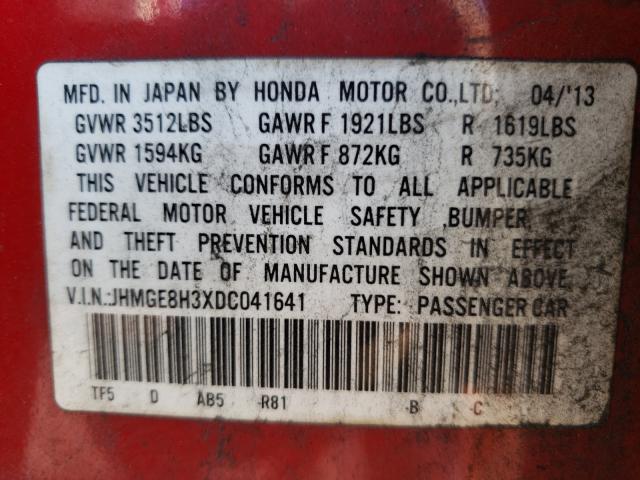 MFD. IN JAPAN BY HONDA MOTOR CO.,LTD. 04/'13
GVWR 3512LBS GAWR F 1921LBS R 1619LBS
GVWR 1594KG GAWR F 872KG R 735KG
THIS VEHICLE CONFORMS TO ALL APPLICABLE
FEDERAL MOTOR VEHICLE SAFETY ,BUMPER,
AND THEFT PREVENTION STANDARDS IN EFFECT
ON THE DATE OF MANUFACTURE SHOWN ABOVE.
V.I.N.:JHMGE8H3XDC041641 TYPE: PASSENGER CAR
TF5 D AB5 R81 B C